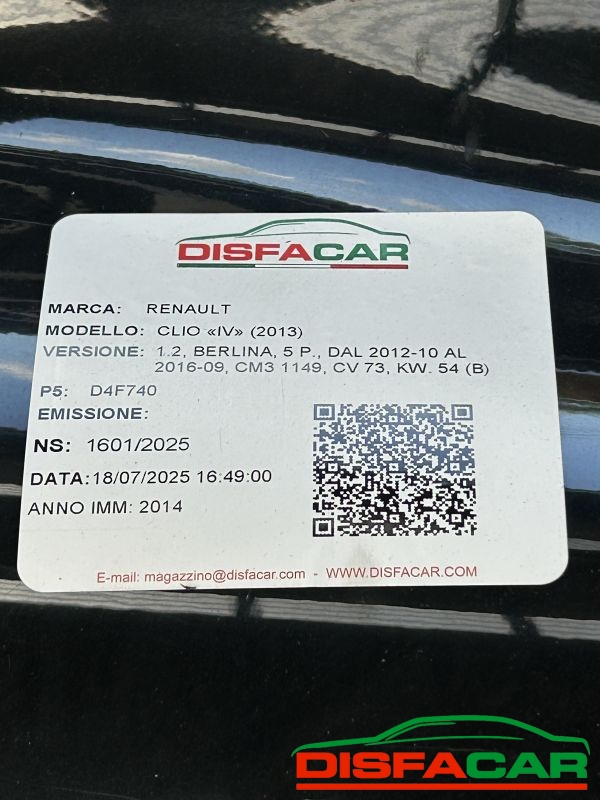 DISFACAR
MARCA: RENAULT
MODELLO: CLIO «IV» (2013)
VERSIONE: 1.2, BERLINA, 5 P., DAL 2012-10 AL
2016-09, CM3 1149, CV 73, KW. 54 (B)
P5: D4F740
EMISSIONE:
NS: 1601/2025
DATA: 18/07/2025 16:49:00
ANNO IMM: 2014
E-mail: magazzino@disfacar.com - WWW.DISFACAR.COM
DISFACAR